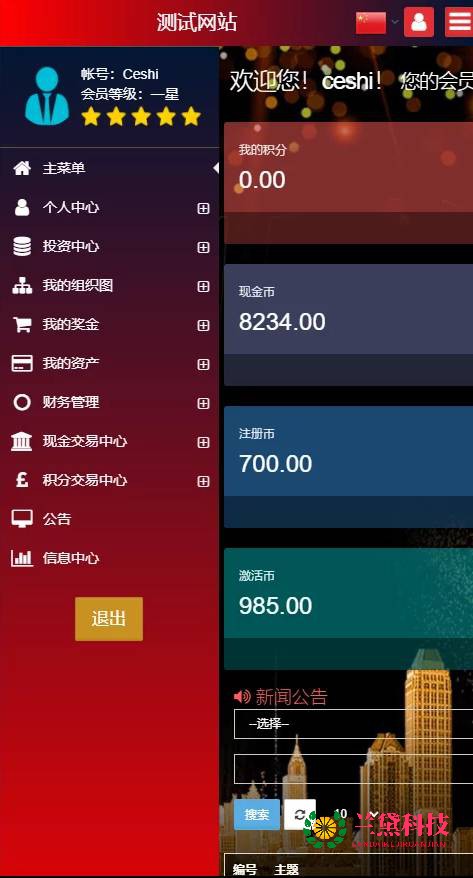 测试网站
帐号：Ceshi
会员等级：一星
主菜单
个人中心
投资中心
我的组织图
我的奖金
我的资产
财务管理
现金交易中心
积分交易中心
公告
信息中心
退出
欢迎您！ceshi！ 您的会员
我的积分
0.00
现金币
8234.00
注册币
700.00
激活币
985.00
新闻公告
--选择--
搜索
10
兰黛科技
编号 主题